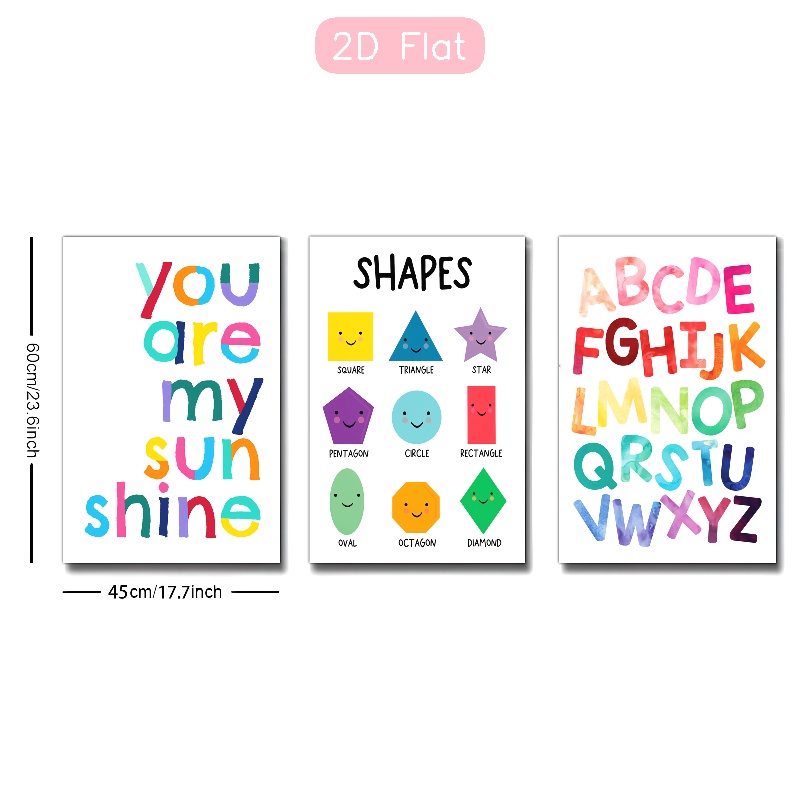 2D Flat
60cm/23.6inch
you
are
my
sun
shine
45cm/17.7inch
SHAPES
SQUARE TRIANGLE STAR
PENTAGON CIRCLE RECTANGLE
OVAL OCTAGON DIAMOND
ABCDE
FGHIJK
LMNOP
QRSTU
VWXYZ